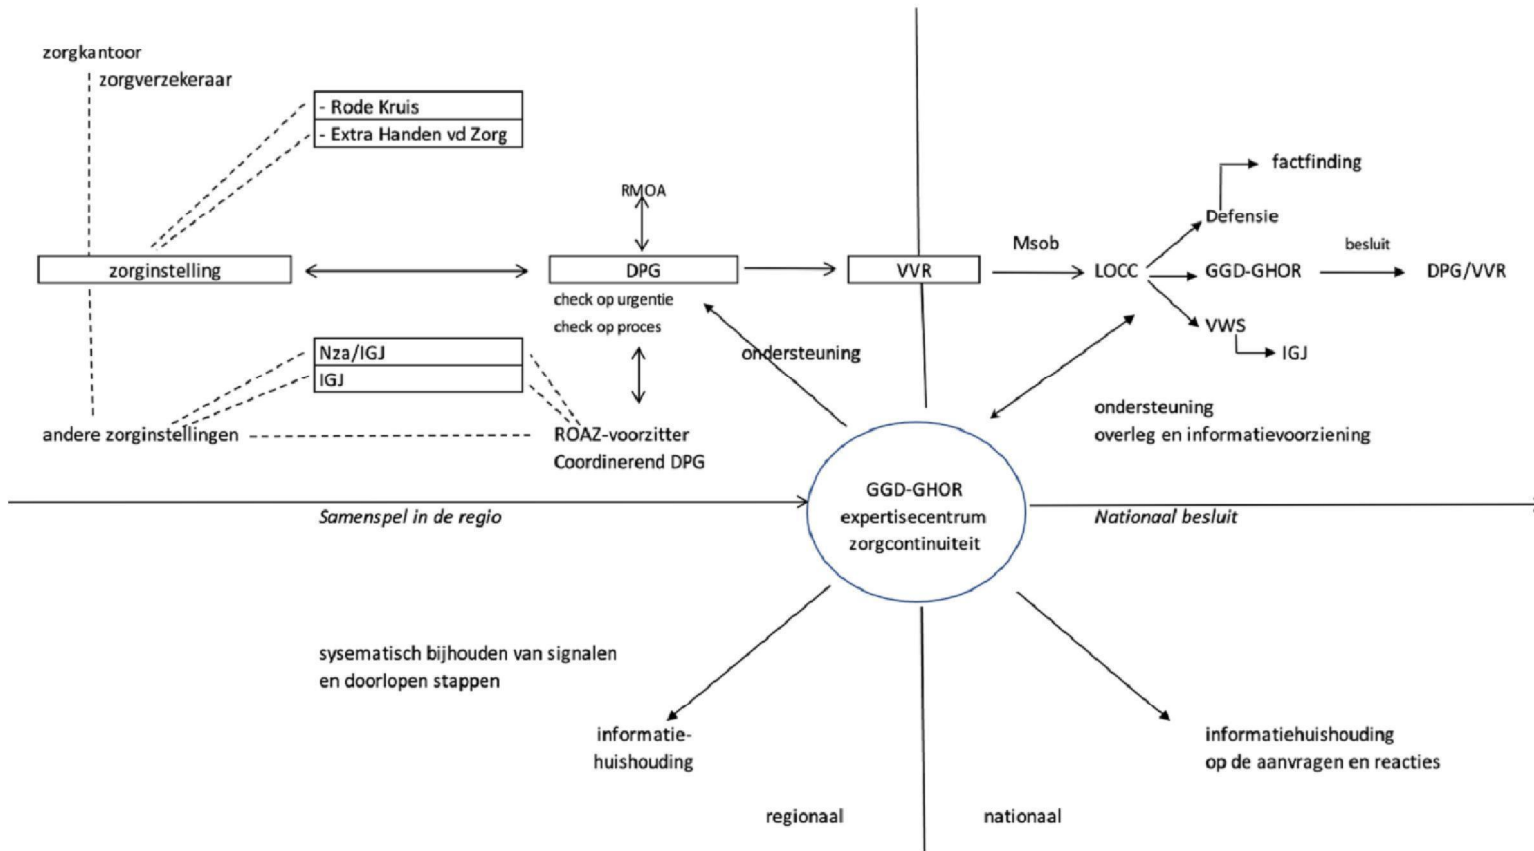 zorgkantoor
zorgverzekeraar
- Rode Kruis
- Extra Handen vd Zorg
factfinding
RMOA
Defensie
Msob
besluit
zorginstelling
DPG
VVR
LOCC
GGD-GHOR
DPG/VVR
check op urgentie
check op proces
VWS
Nza/IGJ
ondersteuning
IGJ
IGJ
ondersteuning
overleg en informatievoorziening
andere zorginstellingen
ROAZ-voorzitter
Coordinerend DPG
GGD-GHOR
expertisecentrum
zorgcontinuiteit
Samenspel in de regio
Nationaal besluit
sysematisch bijhouden van signalen
en doorlopen stappen
informatie-
huishouding
informatiehuishouding
op de aanvragen en reacties
regionaal
nationaal